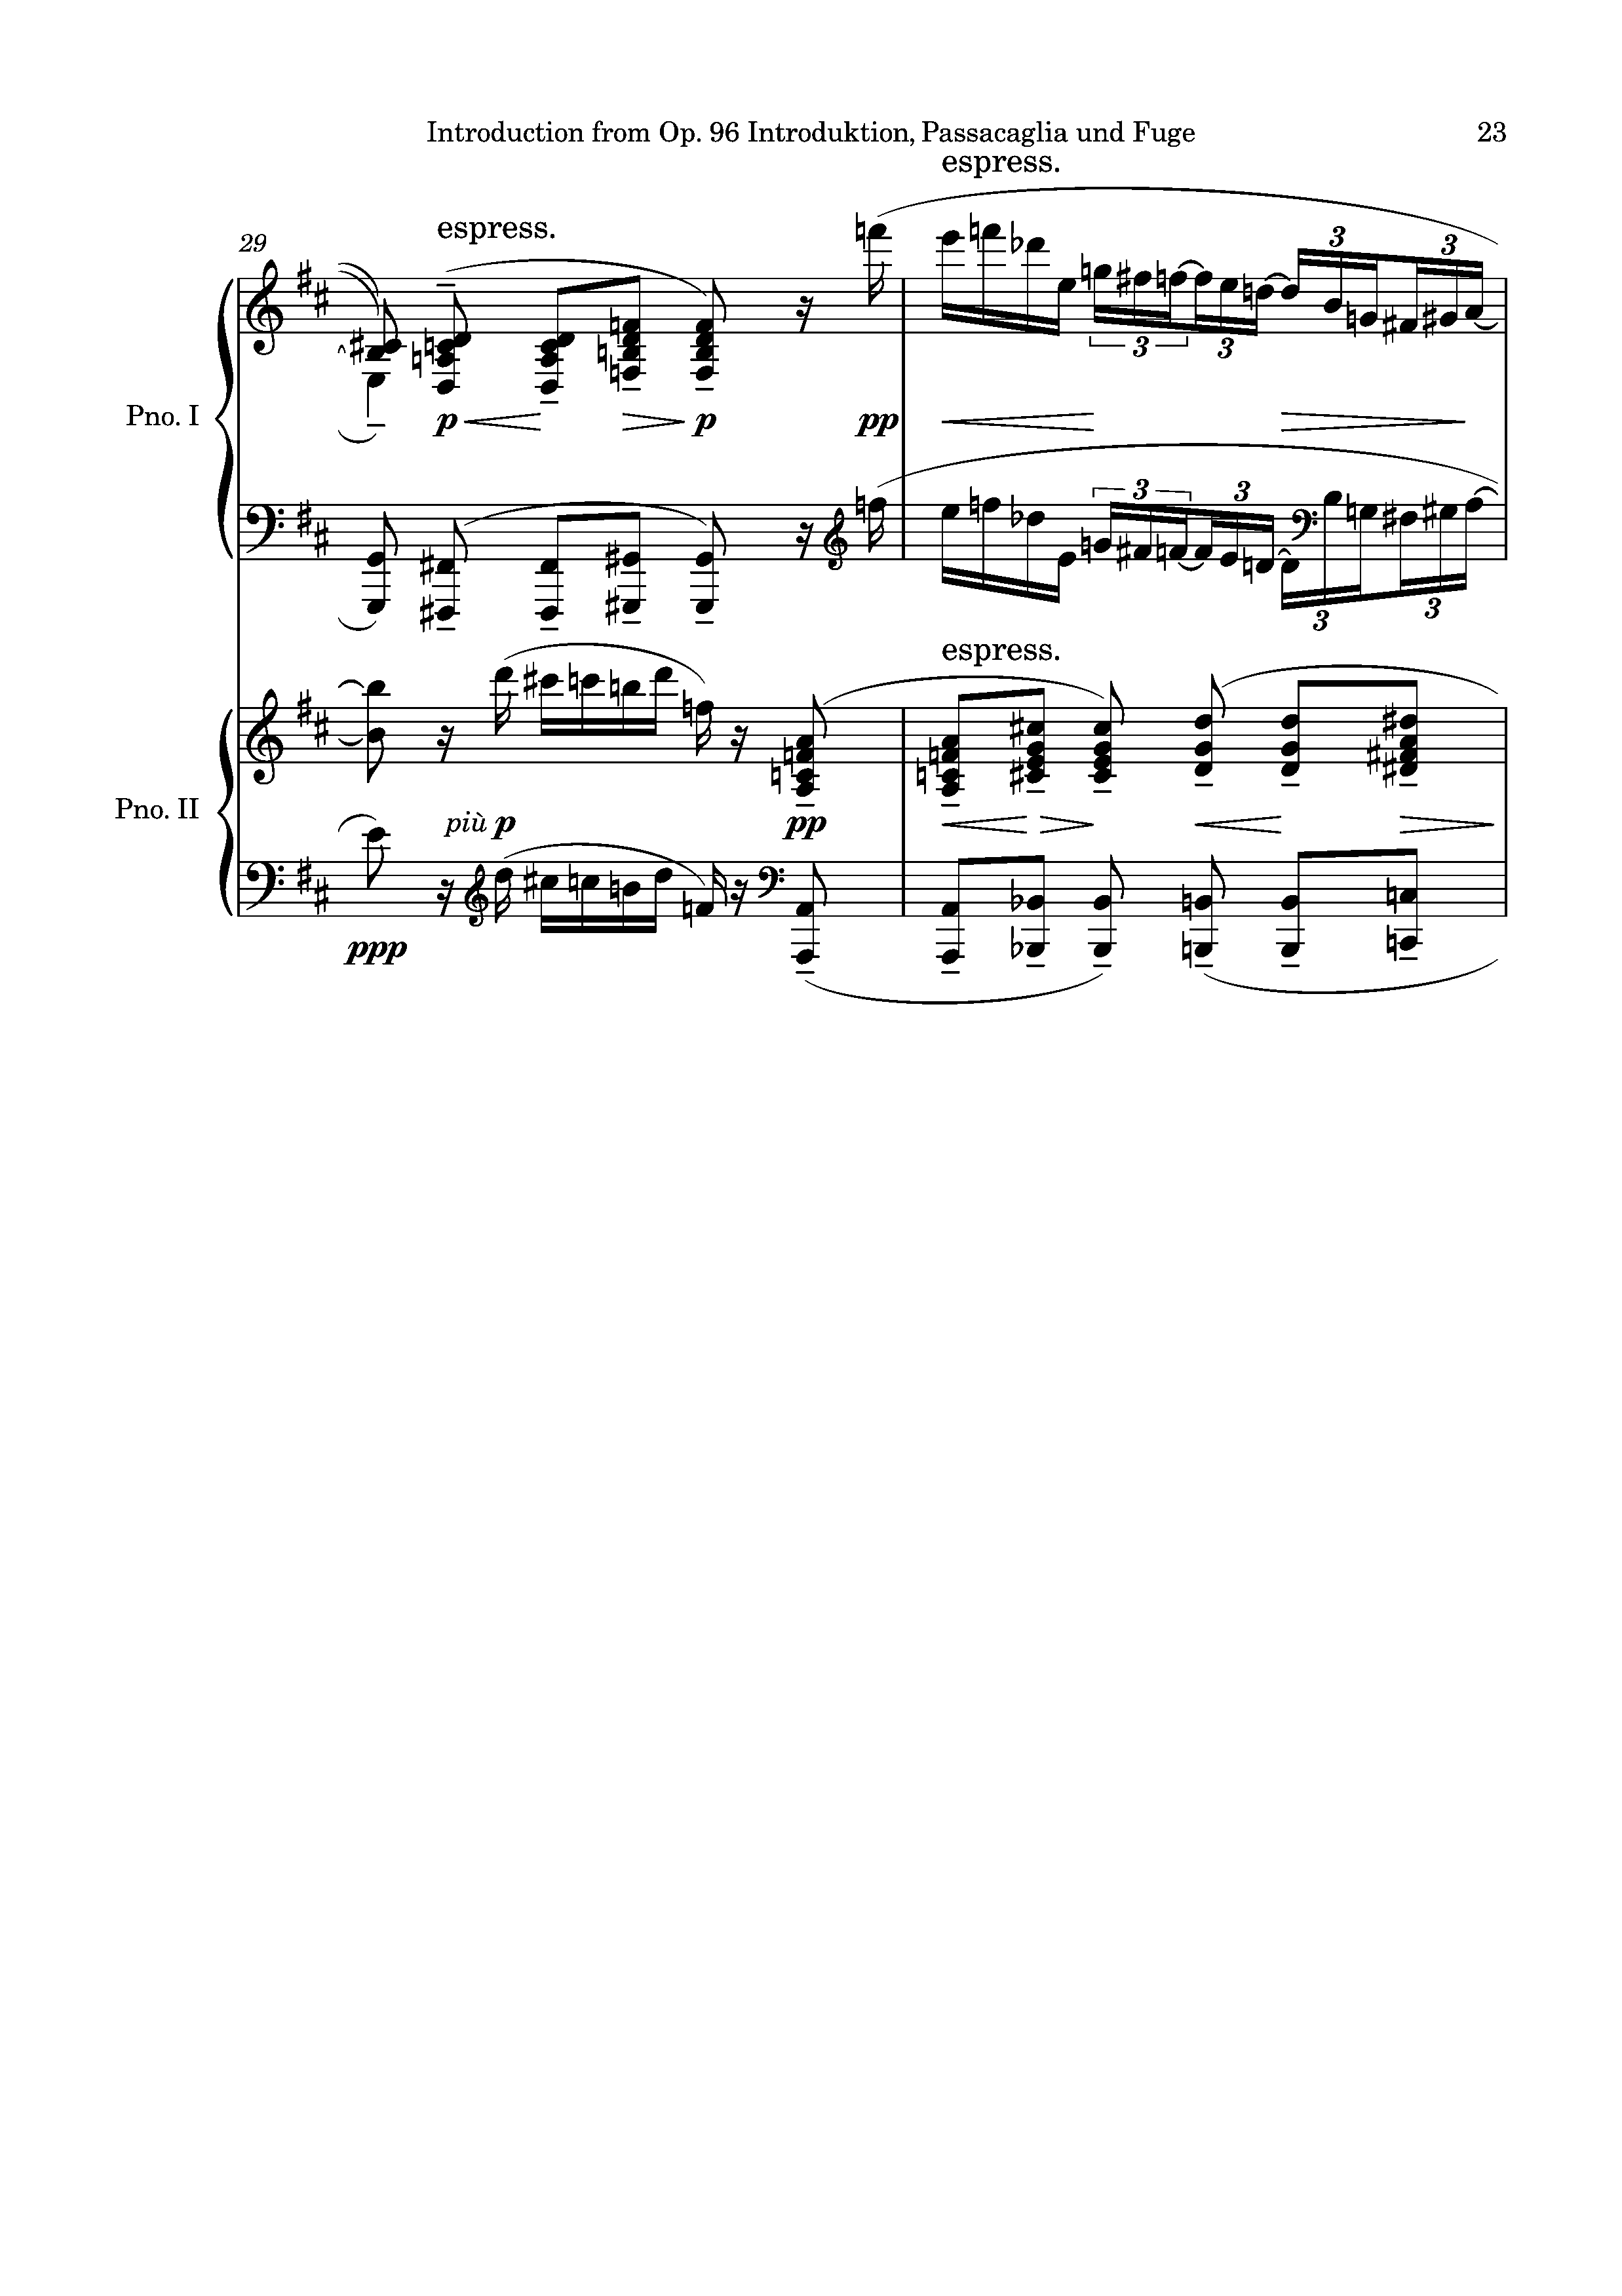 Introduction from Op. 96 Introduktion, Passacaglia und Fuge 23
espress.
espress.
29
3 3
Pno. I
p p pp
3 3
3 3
3 3
espress.
Pno. II
più p pp
ppp